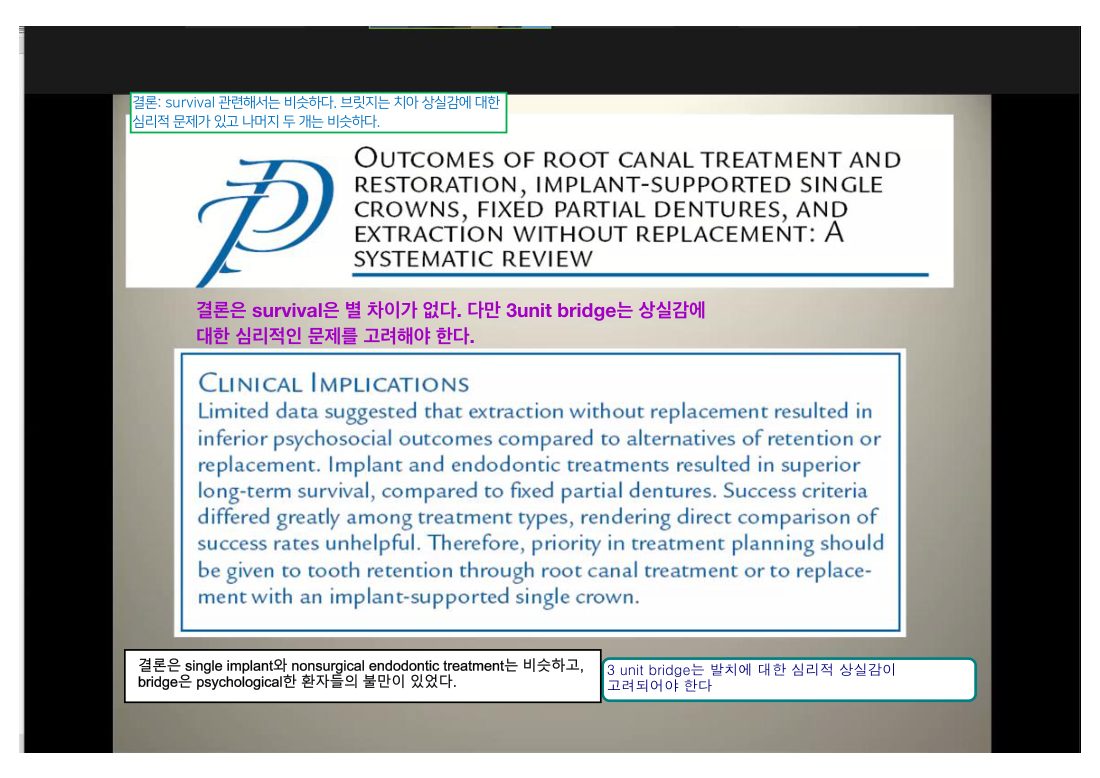 결론: survival 관련해서는 비슷하다. 브릿지는 치아 상실감에 대한
심리적 문제가 있고 나머지 두 개는 비슷하다.
OUTCOMES OF ROOT CANAL TREATMENT AND
RESTORATION, IMPLANT-SUPPORTED SINGLE
CROWNS, FIXED PARTIAL DENTURES, AND
EXTRACTION WITHOUT REPLACEMENT: A
SYSTEMATIC REVIEW
결론은 survival은 별 차이가 없다. 다만 3unit bridge는 상실감에
대한 심리적인 문제를 고려해야 한다.
CLINICAL IMPLICATIONS
Limited data suggested that extraction without replacement resulted in
inferior psychosocial outcomes compared to alternatives of retention or
replacement. Implant and endodontic treatments resulted in superior
long-term survival, compared to fixed partial dentures. Success criteria
differed greatly among treatment types, rendering direct comparison of
success rates unhelpful. Therefore, priority in treatment planning should
be given to tooth retention through root canal treatment or to replace-
ment with an implant-supported single crown.
결론은 single implant와 nonsurgical endodontic treatment는 비슷하고,
bridge은 psychological한 환자들의 불만이 있었다.
3 unit bridge는 발치에 대한 심리적 상실감이
고려되어야 한다